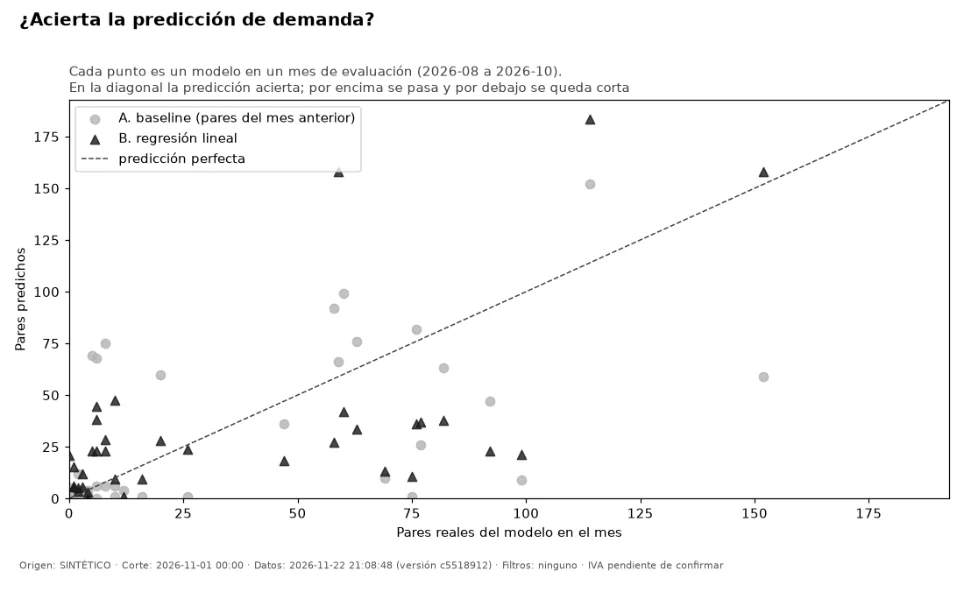 ¿Acierta la predicción de demanda?
Cada punto es un modelo en un mes de evaluación (2026-08 a 2026-10).
En la diagonal la predicción acierta; por encima se pasa y por debajo se queda corta
A. baseline (pares del mes anterior)
B. regresión lineal
predicción perfecta
Pares predichos
175
150
125
100
75
50
25
0
0 25 50 75 100 125 150 175
Pares reales del modelo en el mes
Origen: SINTÉTICO · Corte: 2026-11-01 00:00 · Datos: 2026-11-22 21:08:48 (versión c5518912) · Filtros: ninguno · IVA pendiente de confirmar